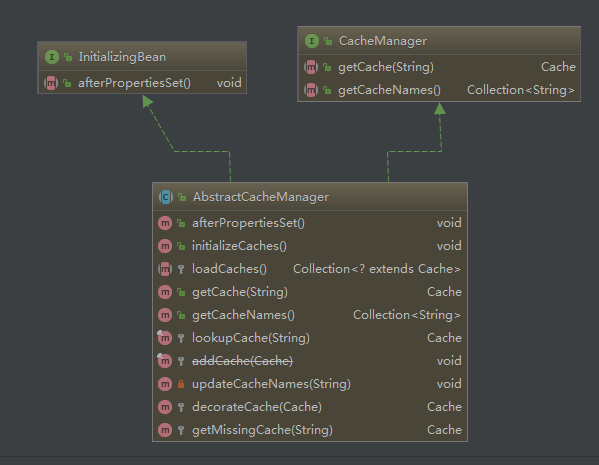 I InitializingBean
m afterPropertiesSet() void
I CacheManager
m getCache(String) Cache
m getCacheNames() Collection<String>
C AbstractCacheManager
m afterPropertiesSet() void
m initializeCaches() void
m loadCaches() Collection<? extends Cache>
m getCache(String) Cache
m getCacheNames() Collection<String>
m lookupCache(String) Cache
m addCache(Cache) void
m updateCacheNames(String) void
m decorateCache(Cache) Cache
m getMissingCache(String) Cache